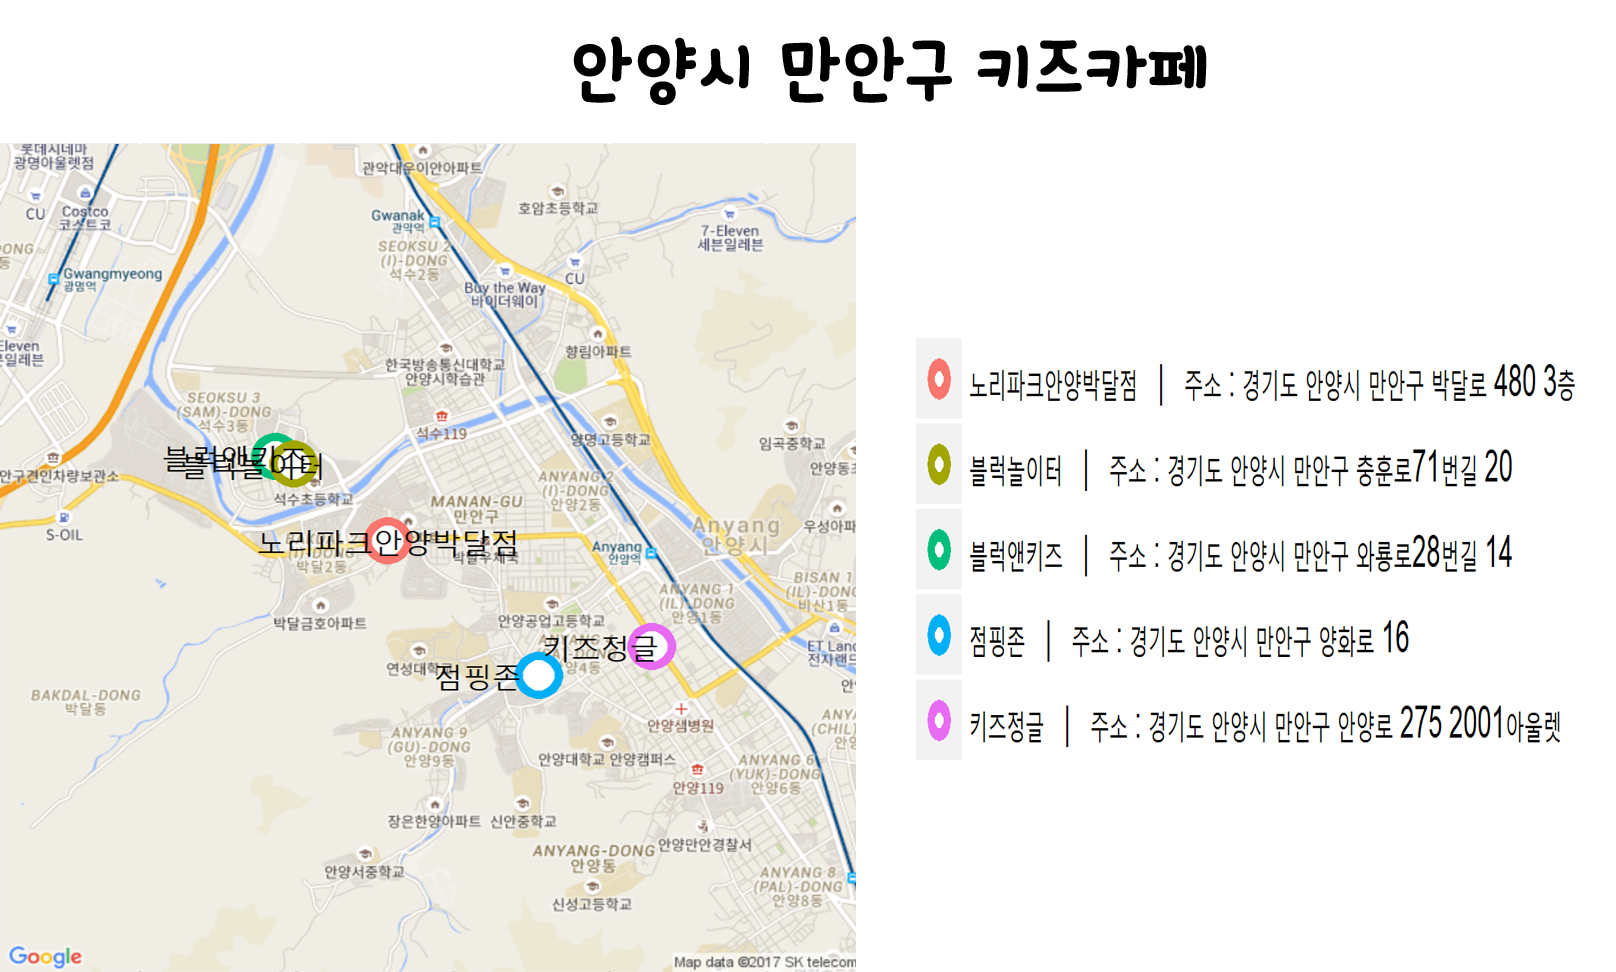 안양시 만안구 키즈카페
롯데시네마
광명아울렛점
CU
Costco
코스트코
Gwangmyeong
광명역
Eleven
관악대우이안아파트
Gwanak
관악역
SEOKSU 2
(I)-DONG
석수2동
호암초등학교
7-Eleven
세븐일레븐
CU
Buy the Way
바이더웨이
향림아파트
한국방송통신대학교
안양시학습관
SEOKSU 3
(SAM)-DONG
석수3동
석수119
양명고등학교
임곡중학교
안양동초
안구견인차량보관소
블럭앤키즈
블럭놀이터
석수초등학교
S-OIL
MANAN-GU
만안구
ANYANG 2
(I)-DONG
안양2동
Anyang
안양시
우성아파
노리파크안양박달점
박달우체국
박달2동
Anyang
안양역
ANYANG 1
(IL)-DONG
안양1동
BISAN 1
(IL)-DONG
비산1동
박달금호아파트
안양공업고등학교
키즈정글
연성대학
점핑존
양4동
ET Land
전자랜드
BAKDAL-DONG
박달동
안양샘병원
ANYANG 9
(GU)-DONG
안양9동
안양대학교 안양캠퍼스
ANYANG 6
(YUK)-DONG
안양6동
안양119
장은한양아파트
신안중학교
안양만안경찰서
안양서중학교
ANYANG-DONG
안양동
신성고등학교
ANYANG 8
(PAL)-DONG
안양8동
Google
Map data ©2017 SK telecom
노리파크안양박달점 | 주소 : 경기도 안양시 만안구 박달로 480 3층
블럭놀이터 | 주소 : 경기도 안양시 만안구 충훈로71번길 20
블럭앤키즈 | 주소 : 경기도 안양시 만안구 와룡로28번길 14
점핑존 | 주소 : 경기도 안양시 만안구 양화로 16
키즈정글 | 주소 : 경기도 안양시 만안구 안양로 275 2001아울렛